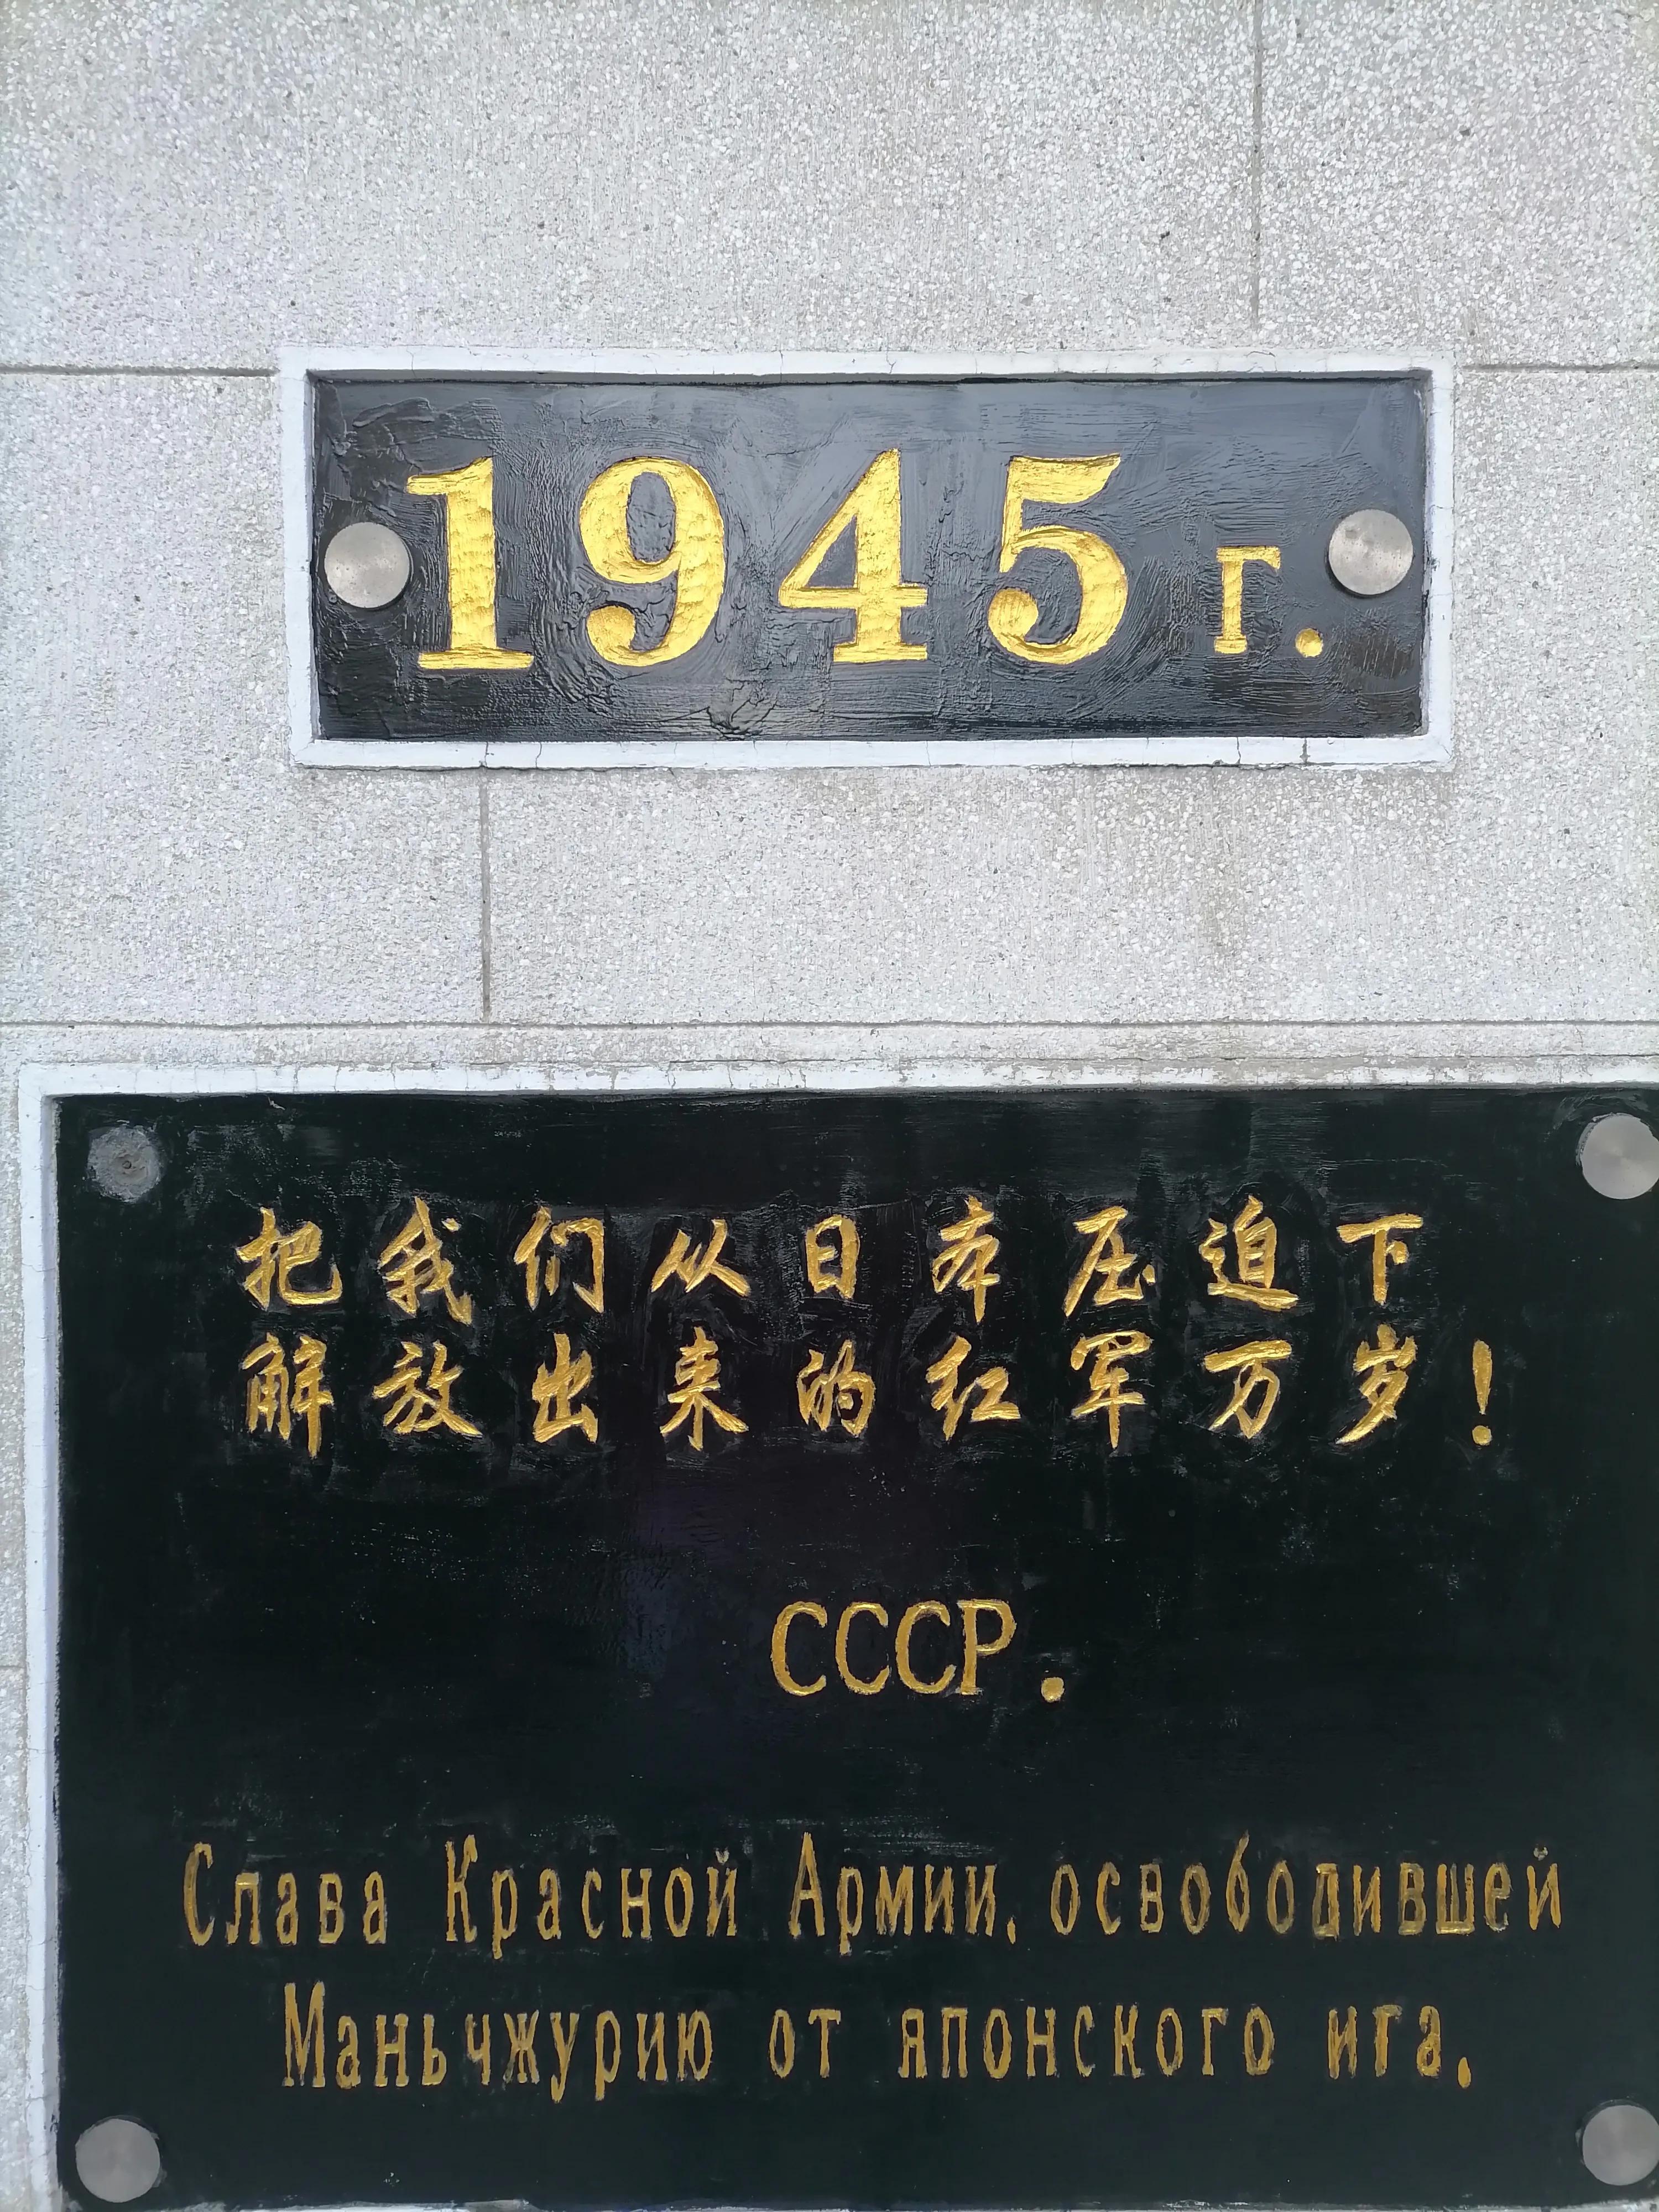 1945 г.
把我们从日本压迫下
解放出来的红军万岁!
СССР.
Слава Красной Армии, освободившей
Маньчжурию от японского ига.